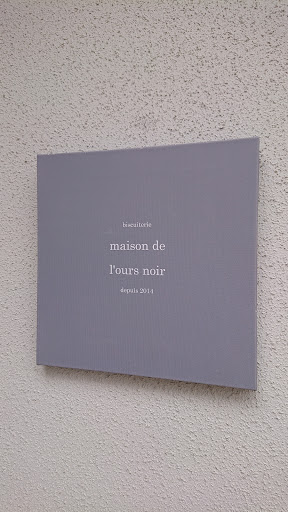 biscuiterie
maison de
l'ours noir
depuis 2014